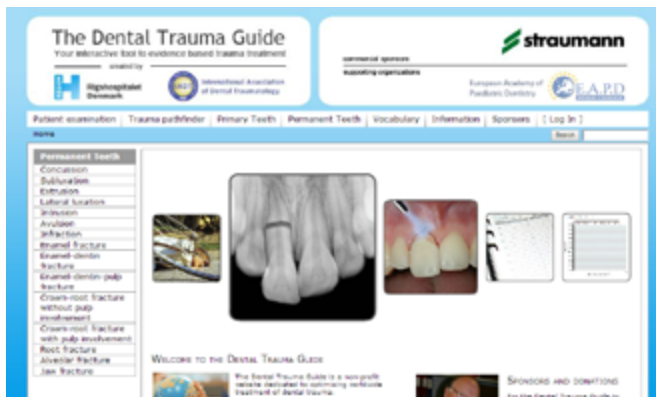 The Dental Trauma Guide
Your interactive tool to evidence based trauma treatment
created by
Rigshospitalet
Denmark
International Association
of Dental Traumatology
straumann
commercial sponsors
supporting organizations
European Academy of
Paediatric Dentistry
E.A.P.D
Patient examination | Trauma pathfinder | Primary Teeth | Permanent Teeth | Vocabulary | Information | Sponsors | [ Log In ]
Home
Search
Permanent Teeth
Concussion
Subluxation
Extrusion
Lateral luxation
Intrusion
Avulsion
Infraction
Enamel fracture
Enamel-dentin
fracture
Enamel-dentin-pulp
fracture
Crown-root fracture
without pulp
involvement
Crown-root fracture
with pulp involvement
Root fracture
Alveolar fracture
Jaw fracture
Welcome to the Dental Trauma Guide
The Dental Trauma Guide is a non-profit
website dedicated to optimizing worldwide
treatment of dental trauma.
Sponsors and donations